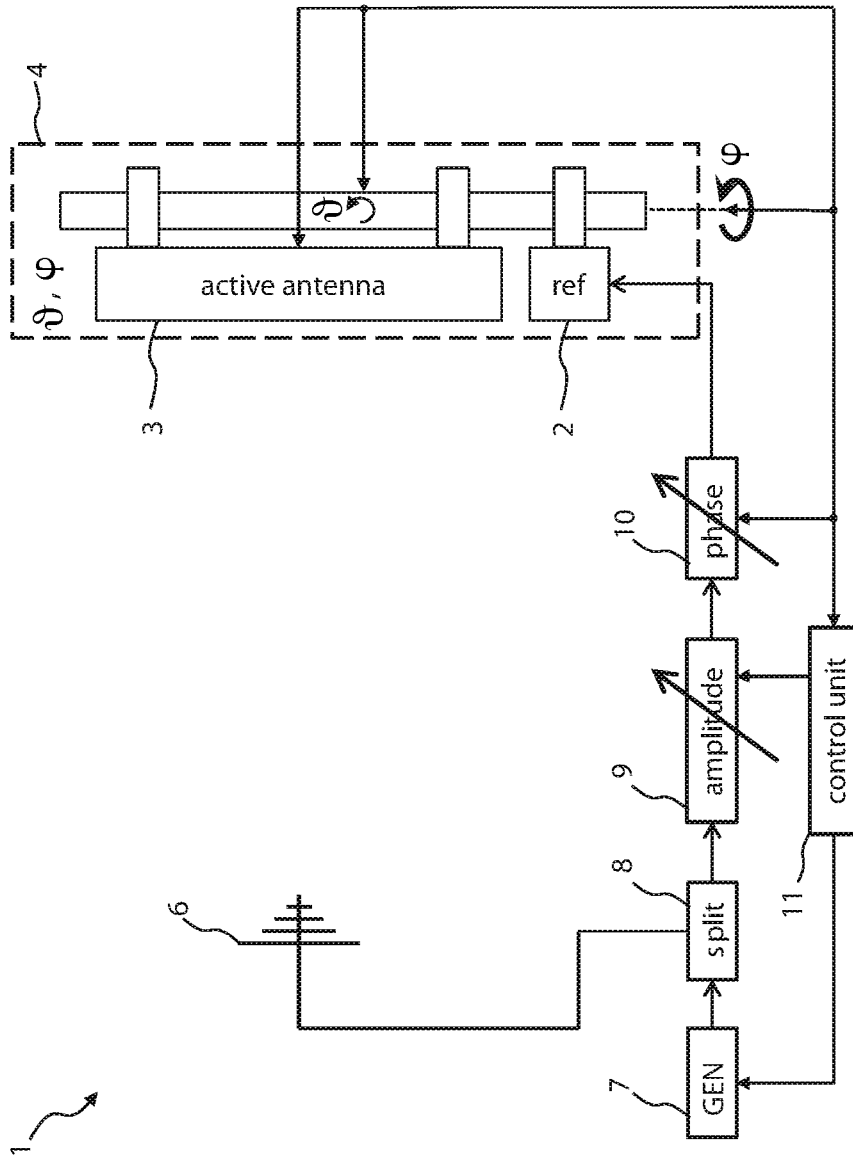 1
4
ϑ, φ
3
6
active antenna
ϑ
2
ref
7
8
9
10
GEN
split
amplitude
phase
φ
11
control unit